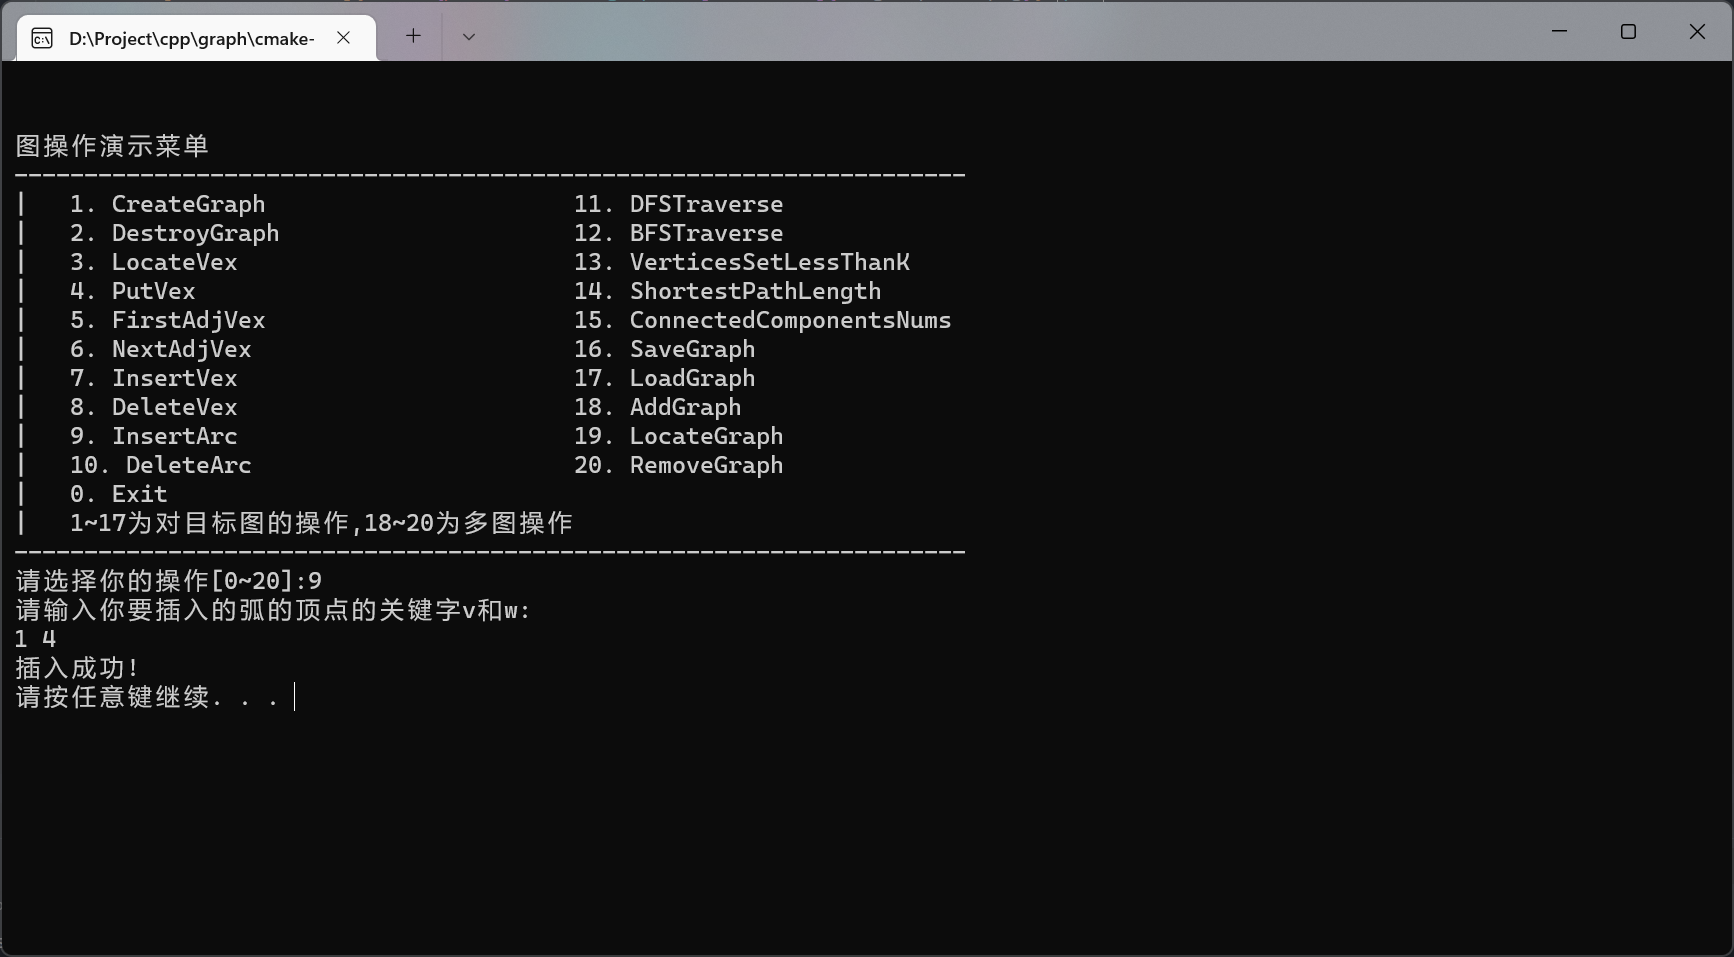 D:\Project\cpp\graph\cmake-
图操作演示菜单
--------------------------------------------------------------------
|   1. CreateGraph                      11. DFSTraverse
|   2. DestroyGraph                     12. BFSTraverse
|   3. LocateVex                        13. VerticesSetLessThanK
|   4. PutVex                           14. ShortestPathLength
|   5. FirstAdjVex                      15. ConnectedComponentsNums
|   6. NextAdjVex                       16. SaveGraph
|   7. InsertVex                        17. LoadGraph
|   8. DeleteVex                        18. AddGraph
|   9. InsertArc                        19. LocateGraph
|   10. DeleteArc                       20. RemoveGraph
|   0. Exit
|   1~17为对目标图的操作,18~20为多图操作
--------------------------------------------------------------------
请选择你的操作[0~20]:9
请输入你要插入的弧的顶点的关键字v和w:
1 4
插入成功!
请按任意键继续. . .